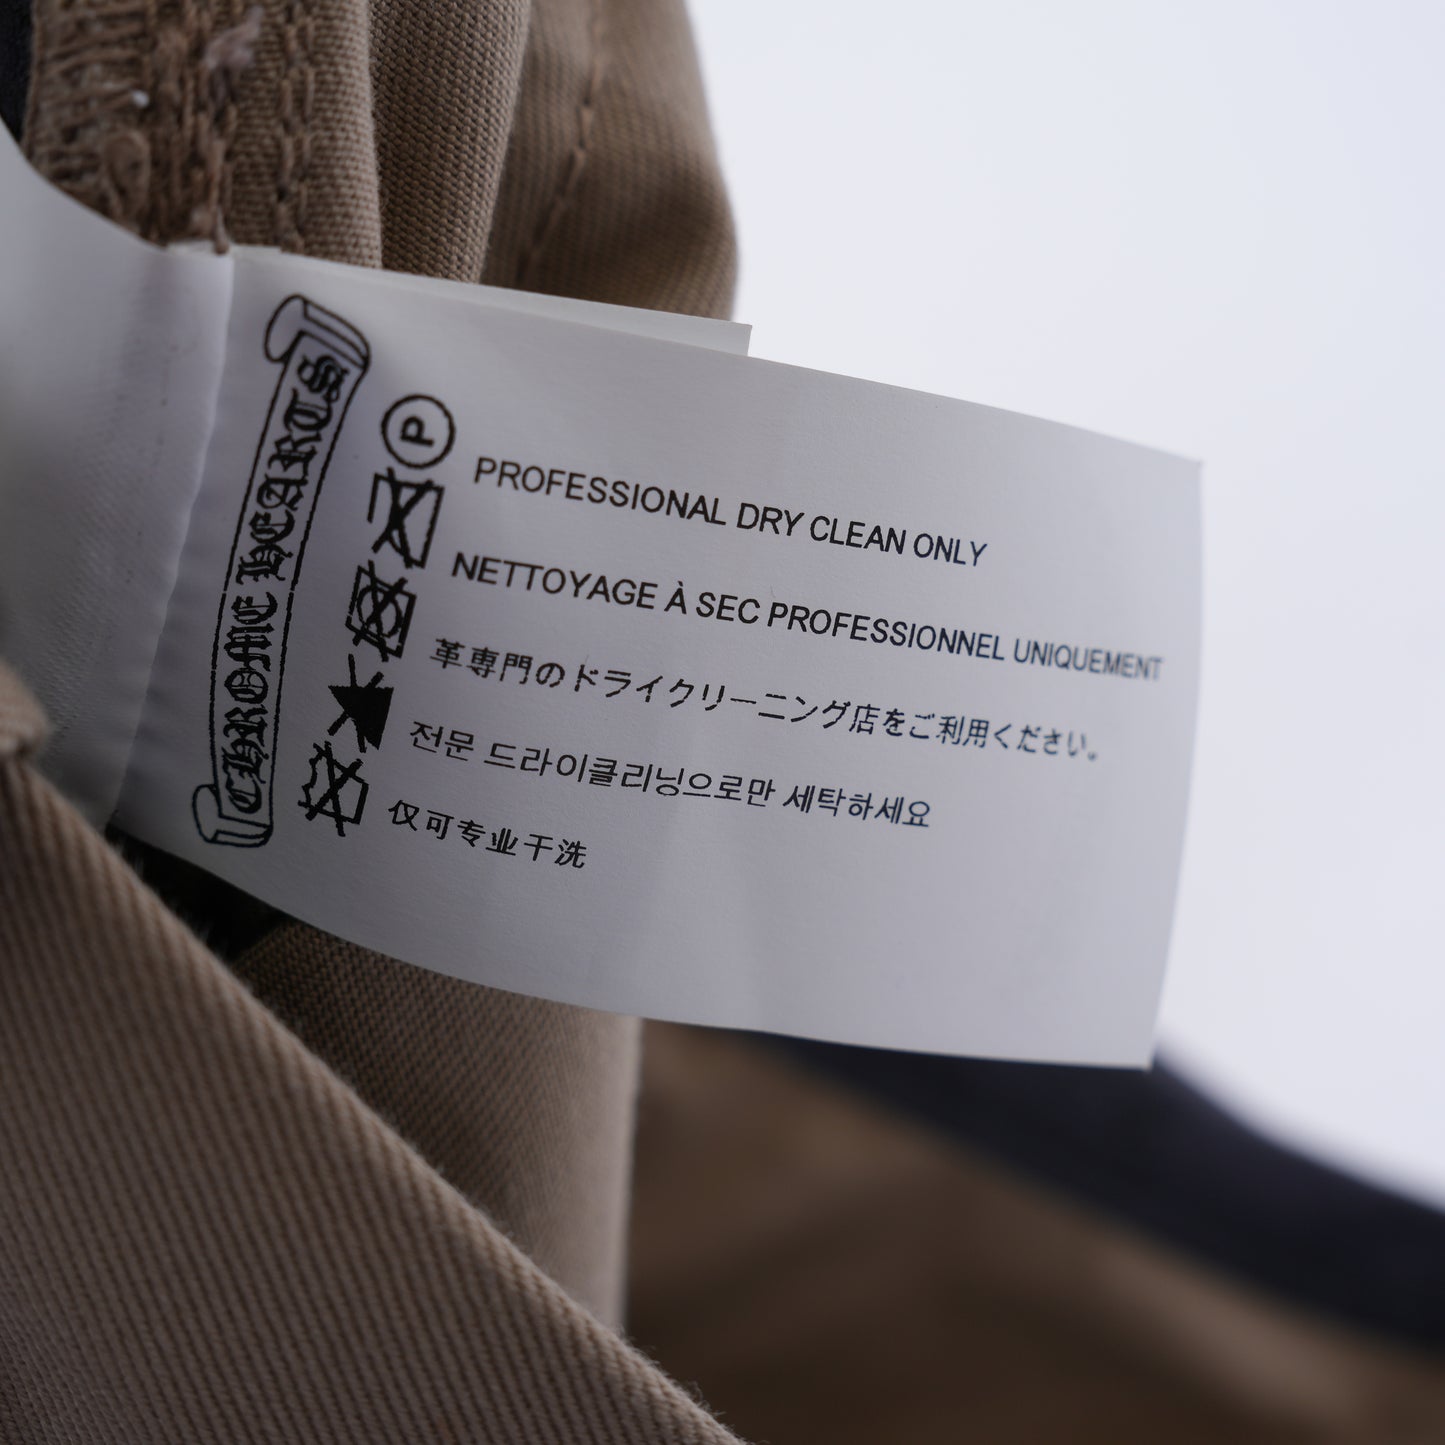 CHROME HEARTS
P
PROFESSIONAL DRY CLEAN ONLY
NETTOYAGE À SEC PROFESSIONNEL UNIQUEMENT
革専門のドライクリーニング店をご利用ください。
전문 드라이클리닝으로만 세탁하세요
仅可专业干洗